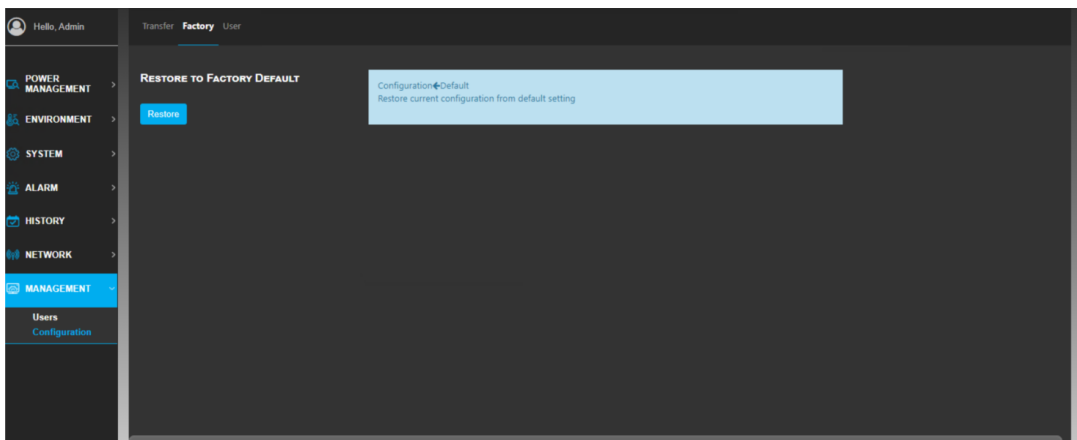 Hello, Admin
Transfer Factory User
POWER
MANAGEMENT
ENVIRONMENT
SYSTEM
ALARM
HISTORY
NETWORK
MANAGEMENT
Users
Configuration
RESTORE TO FACTORY DEFAULT
Restore
Configuration🡰Default
Restore current configuration from default setting